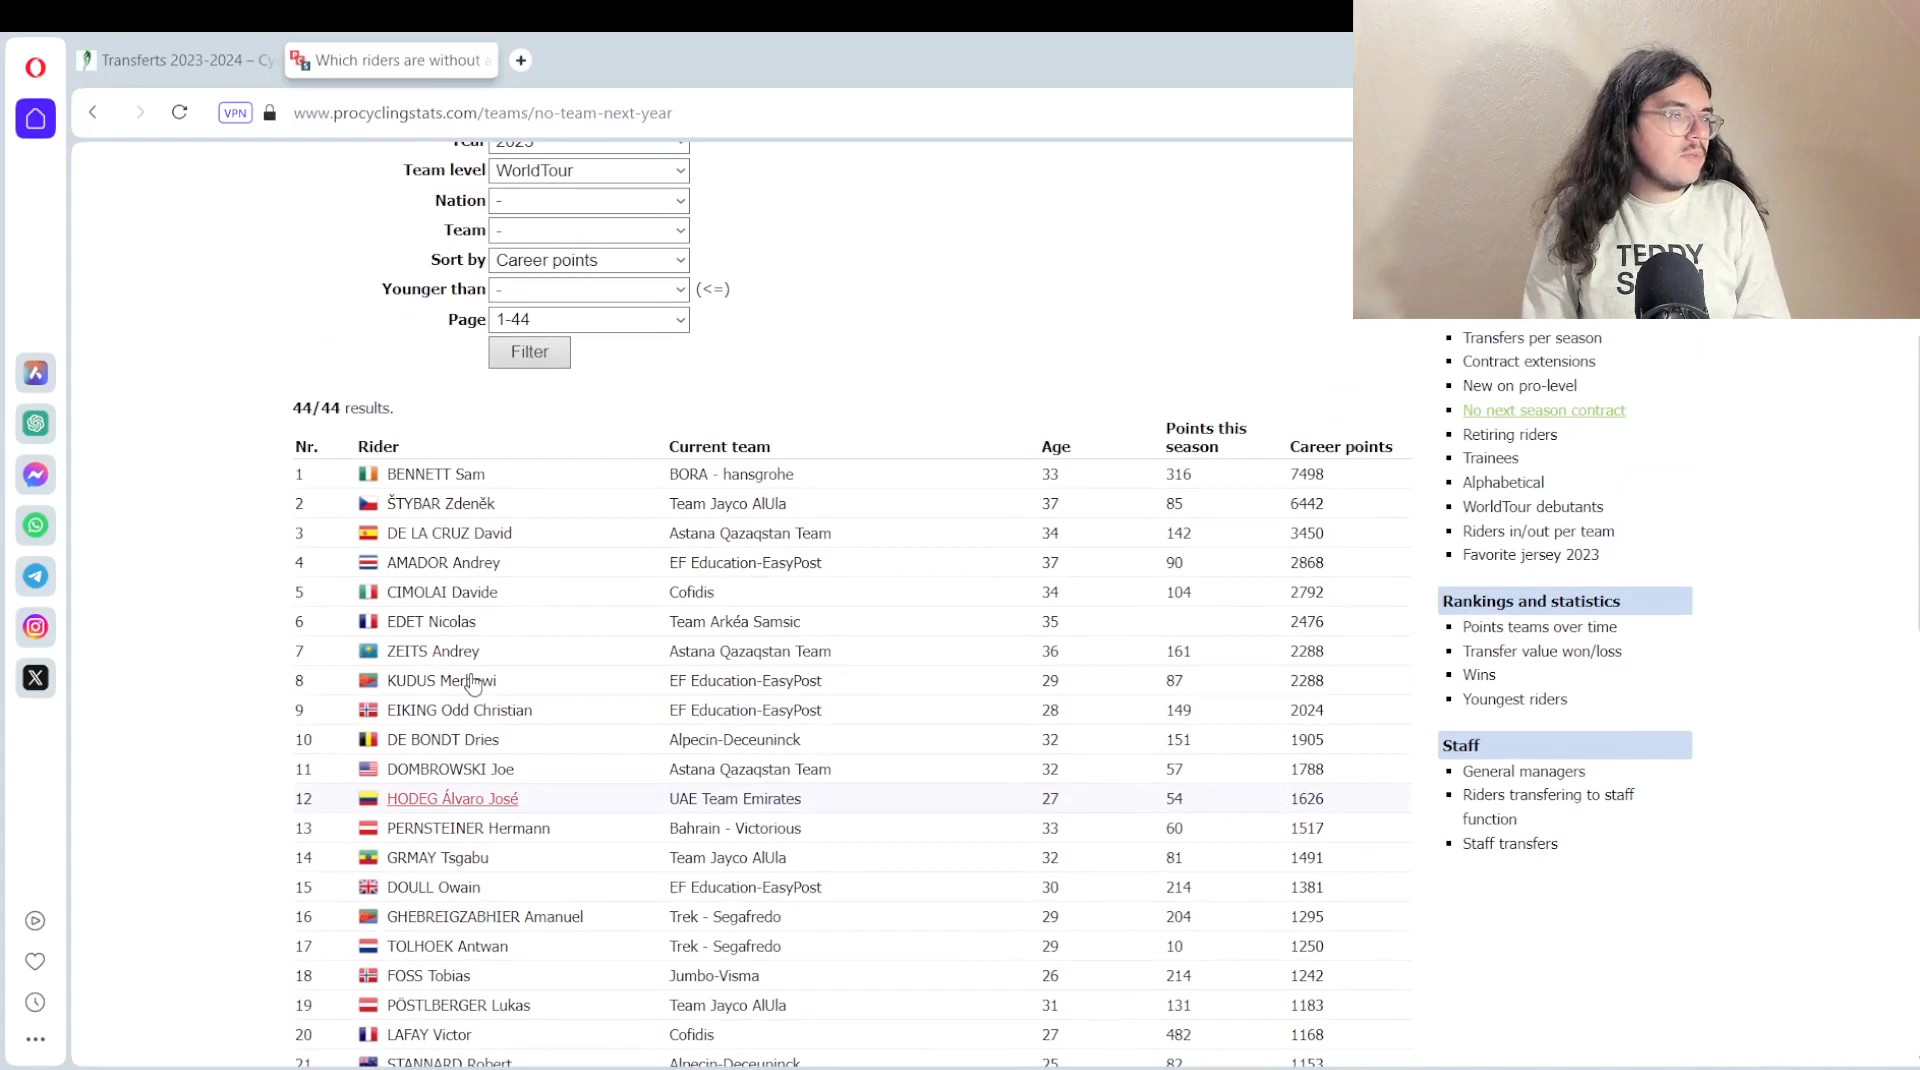 Transferts 2023-2024 – Cy
Which riders are without a
VPN
www.procyclingstats.com/teams/no-team-next-year
Year 2023
Team level WorldTour
Nation -
Team -
Sort by Career points
Younger than - (<=)
Page 1-44
Filter
44/44 results.
Nr. Rider Current team Age Points this season Career points
1 BENNETT Sam BORA - hansgrohe 33 316 7498
2 ŠTYBAR Zdeněk Team Jayco AlUla 37 85 6442
3 DE LA CRUZ David Astana Qazaqstan Team 34 142 3450
4 AMADOR Andrey EF Education-EasyPost 37 90 2868
5 CIMOLAI Davide Cofidis 34 104 2792
6 EDET Nicolas Team Arkéa Samsic 35 2476
7 ZEITS Andrey Astana Qazaqstan Team 36 161 2288
8 KUDUS EF Education-EasyPost 29 87 2288
9 EIKING Odd Christian EF Education-EasyPost 28 149 2024
10 DE BONDT Dries Alpecin-Deceuninck 32 151 1905
11 DOMBROWSKI Joe Astana Qazaqstan Team 32 57 1788
12 HODEG Álvaro José UAE Team Emirates 27 54 1626
13 PERNSTEINER Hermann Bahrain - Victorious 33 60 1517
14 GRMAY Tsgabu Team Jayco AlUla 32 81 1491
15 DOULL Owain EF Education-EasyPost 30 214 1381
16 GHEBREIGZABHIER Amanuel Trek - Segafredo 29 204 1295
17 TOLHOEK Antwan Trek - Segafredo 29 10 1250
18 FOSS Tobias Jumbo-Visma 26 214 1242
19 PÖSTLBERGER Lukas Team Jayco AlUla 31 131 1183
20 LAFAY Victor Cofidis 27 482 1168
21 STANNARD Robert Alpecin-Deceuninck 25 82 1153
TEDDY
Transfers per season
Contract extensions
New on pro-level
No next season contract
Retiring riders
Trainees
Alphabetical
WorldTour debutants
Riders in/out per team
Favorite jersey 2023
Rankings and statistics
Points teams over time
Transfer value won/loss
Wins
Youngest riders
Staff
General managers
Riders transfering to staff
function
Staff transfers